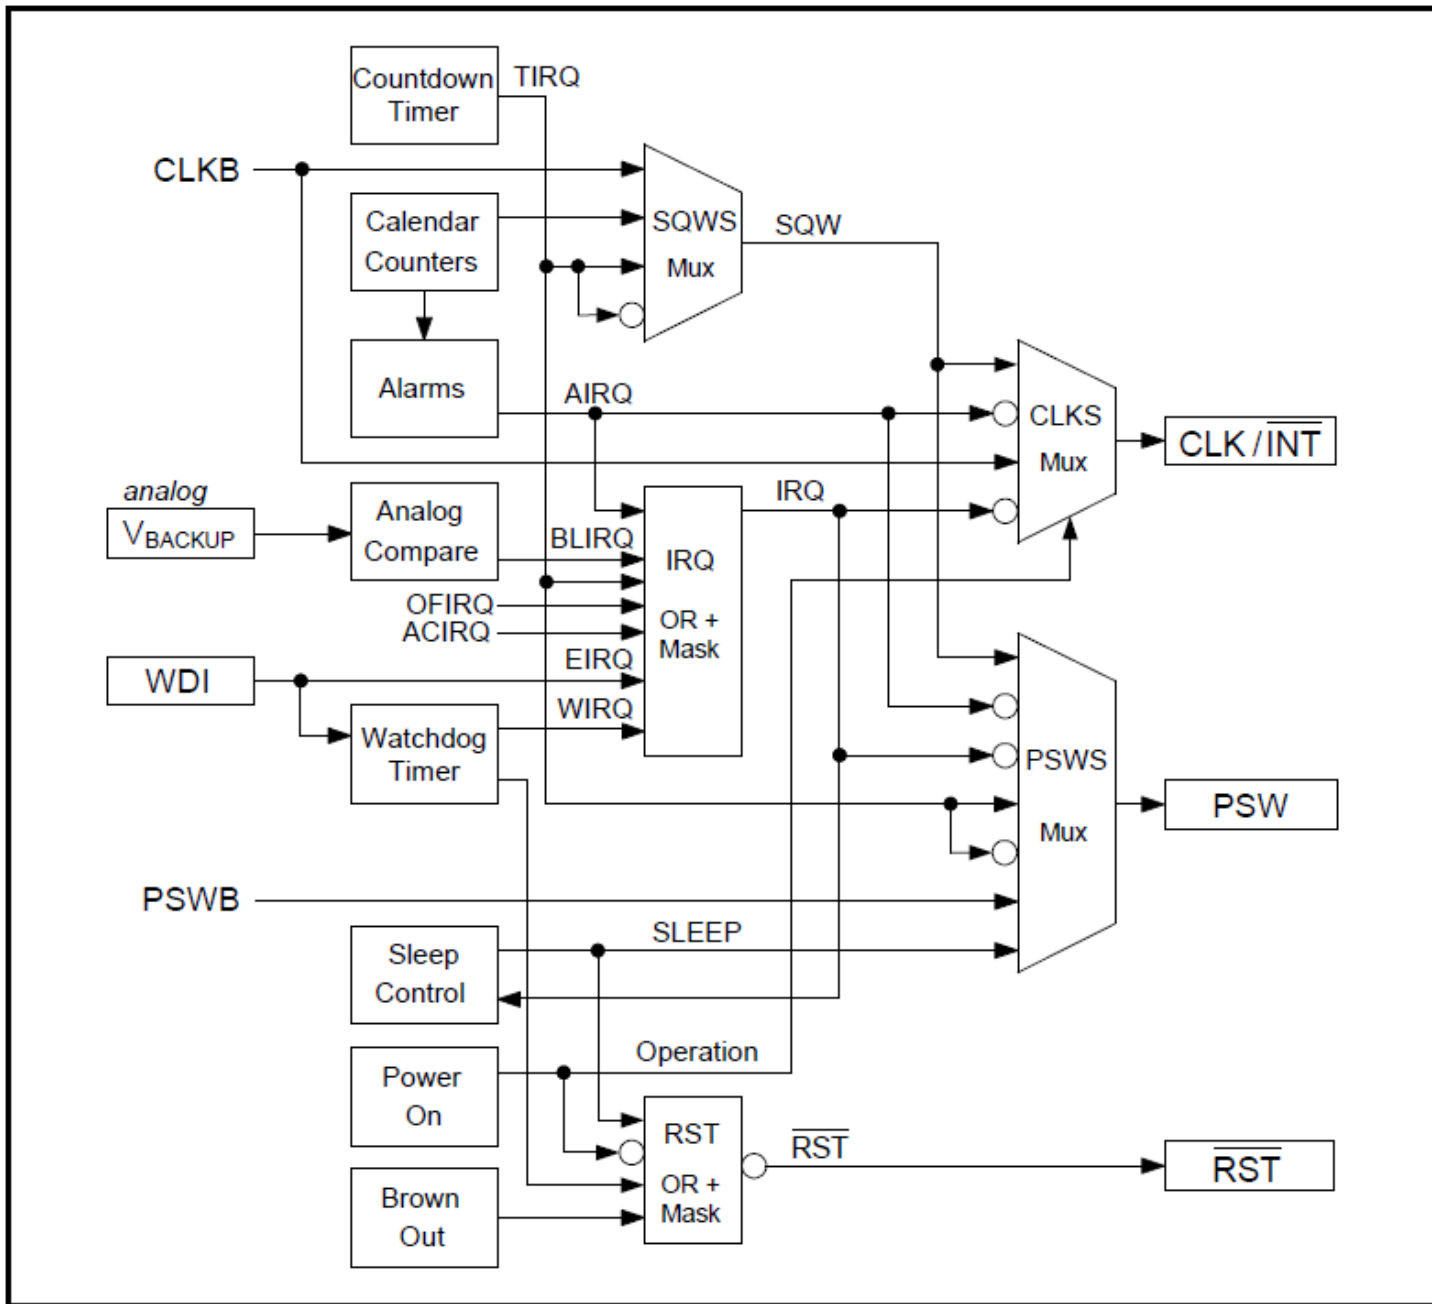 Countdown
Timer
TIRQ
CLKB
Calendar
Counters
SQWS
Mux
SQW
Alarms
AIRQ
CLKS
Mux
CLK / INT
analog
VBACKUP
Analog
Compare
BLIRQ
IRQ
IRQ
OR +
Mask
OFIRQ
ACIRQ
WDI
EIRQ
WIRQ
Watchdog
Timer
PSWS
Mux
PSW
PSWB
SLEEP
Sleep
Control
Operation
Power
On
RST
OR +
Mask
RST
RST
Brown
Out